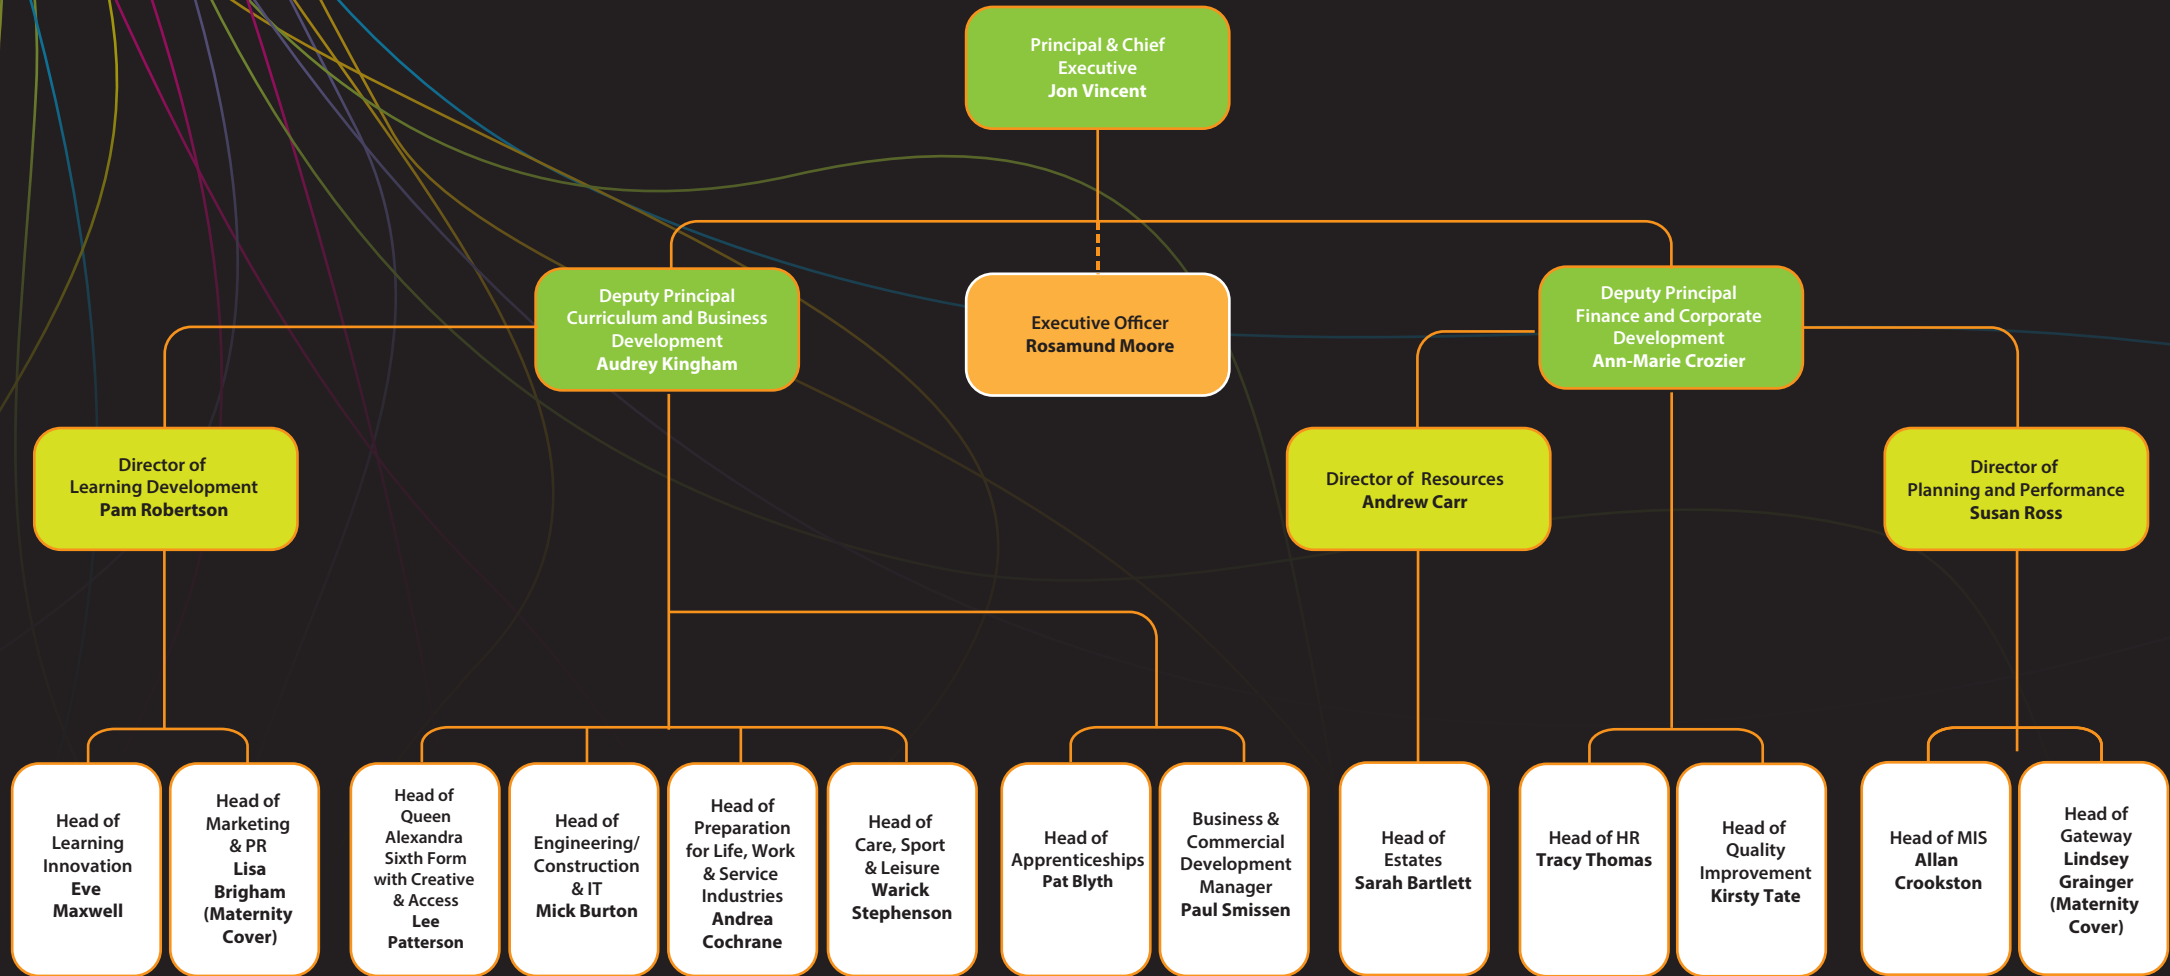 Principal & Chief
Executive
Jon Vincent
Deputy Principal
Curriculum and Business
Development
Audrey Kingham
Executive Officer
Rosamund Moore
Deputy Principal
Finance and Corporate
Development
Ann-Marie Crozier
Director of
Learning Development
Pam Robertson
Director of Resources
Andrew Carr
Director of
Planning and Performance
Susan Ross
Head of
Learning
Innovation
Eve
Maxwell
Head of
Marketing
& PR
Lisa
Brigham
(Maternity
Cover)
Head of
Queen
Alexandra
Sixth Form
with Creative
& Access
Lee
Patterson
Head of
Engineering/
Construction
& IT
Mick Burton
Head of
Preparation
for Life, Work
& Service
Industries
Andrea
Cochrane
Head of
Care, Sport
& Leisure
Warick
Stephenson
Head of
Apprenticeships
Pat Blyth
Business &
Commercial
Development
Manager
Paul Smissen
Head of
Estates
Sarah Bartlett
Head of HR
Tracy Thomas
Head of
Quality
Improvement
Kirsty Tate
Head of MIS
Allan
Crookston
Head of
Gateway
Lindsey
Grainger
(Maternity
Cover)